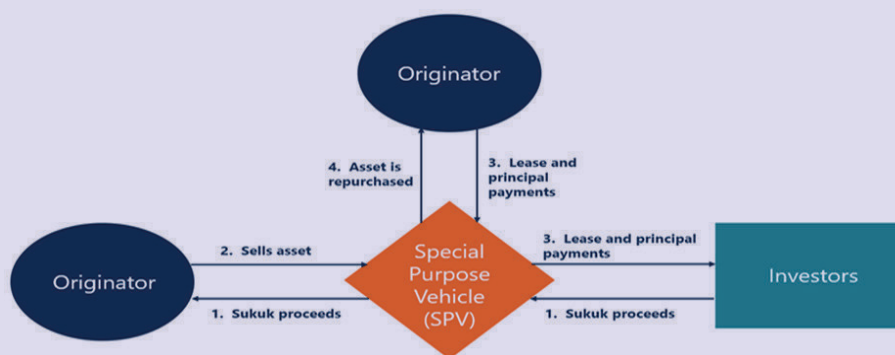 Originator
4. Asset is
repurchased
3. Lease and
principal
payments
Originator
2. Sells asset
1. Sukuk proceeds
Special
Purpose
Vehicle
(SPV)
3. Lease and principal
payments
1. Sukuk proceeds
Investors